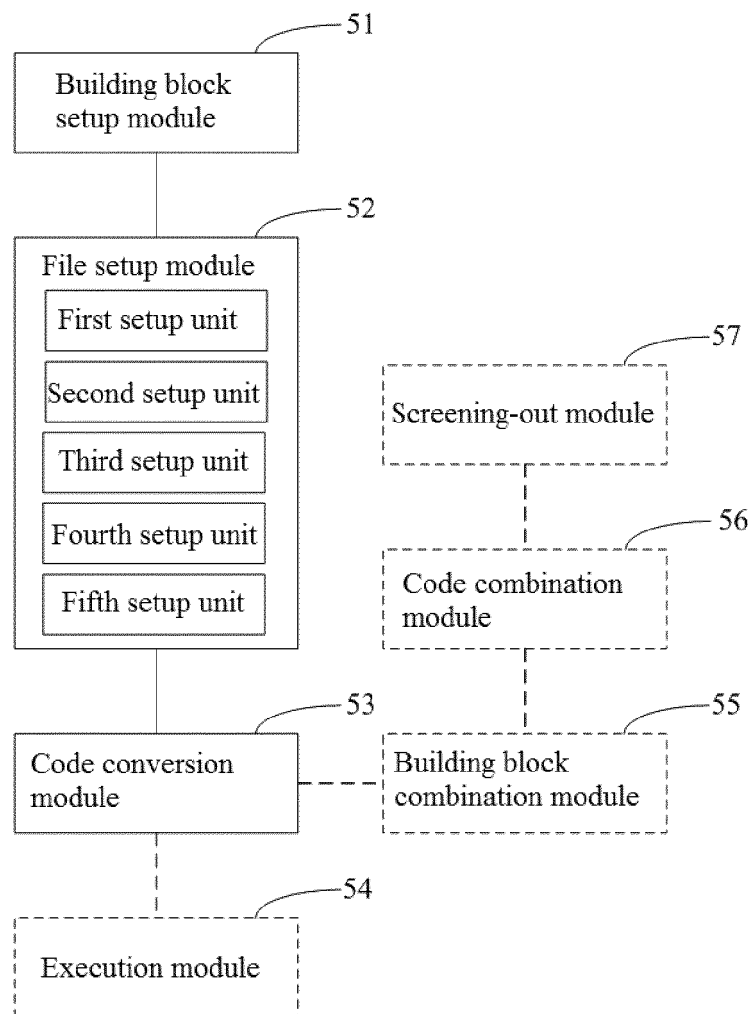 51
Building block
setup module
52
File setup module
First setup unit
Second setup unit
Third setup unit
Fourth setup unit
Fifth setup unit
57
Screening-out module
56
Code combination
module
53
Code conversion
module
55
Building block
combination module
54
Execution module